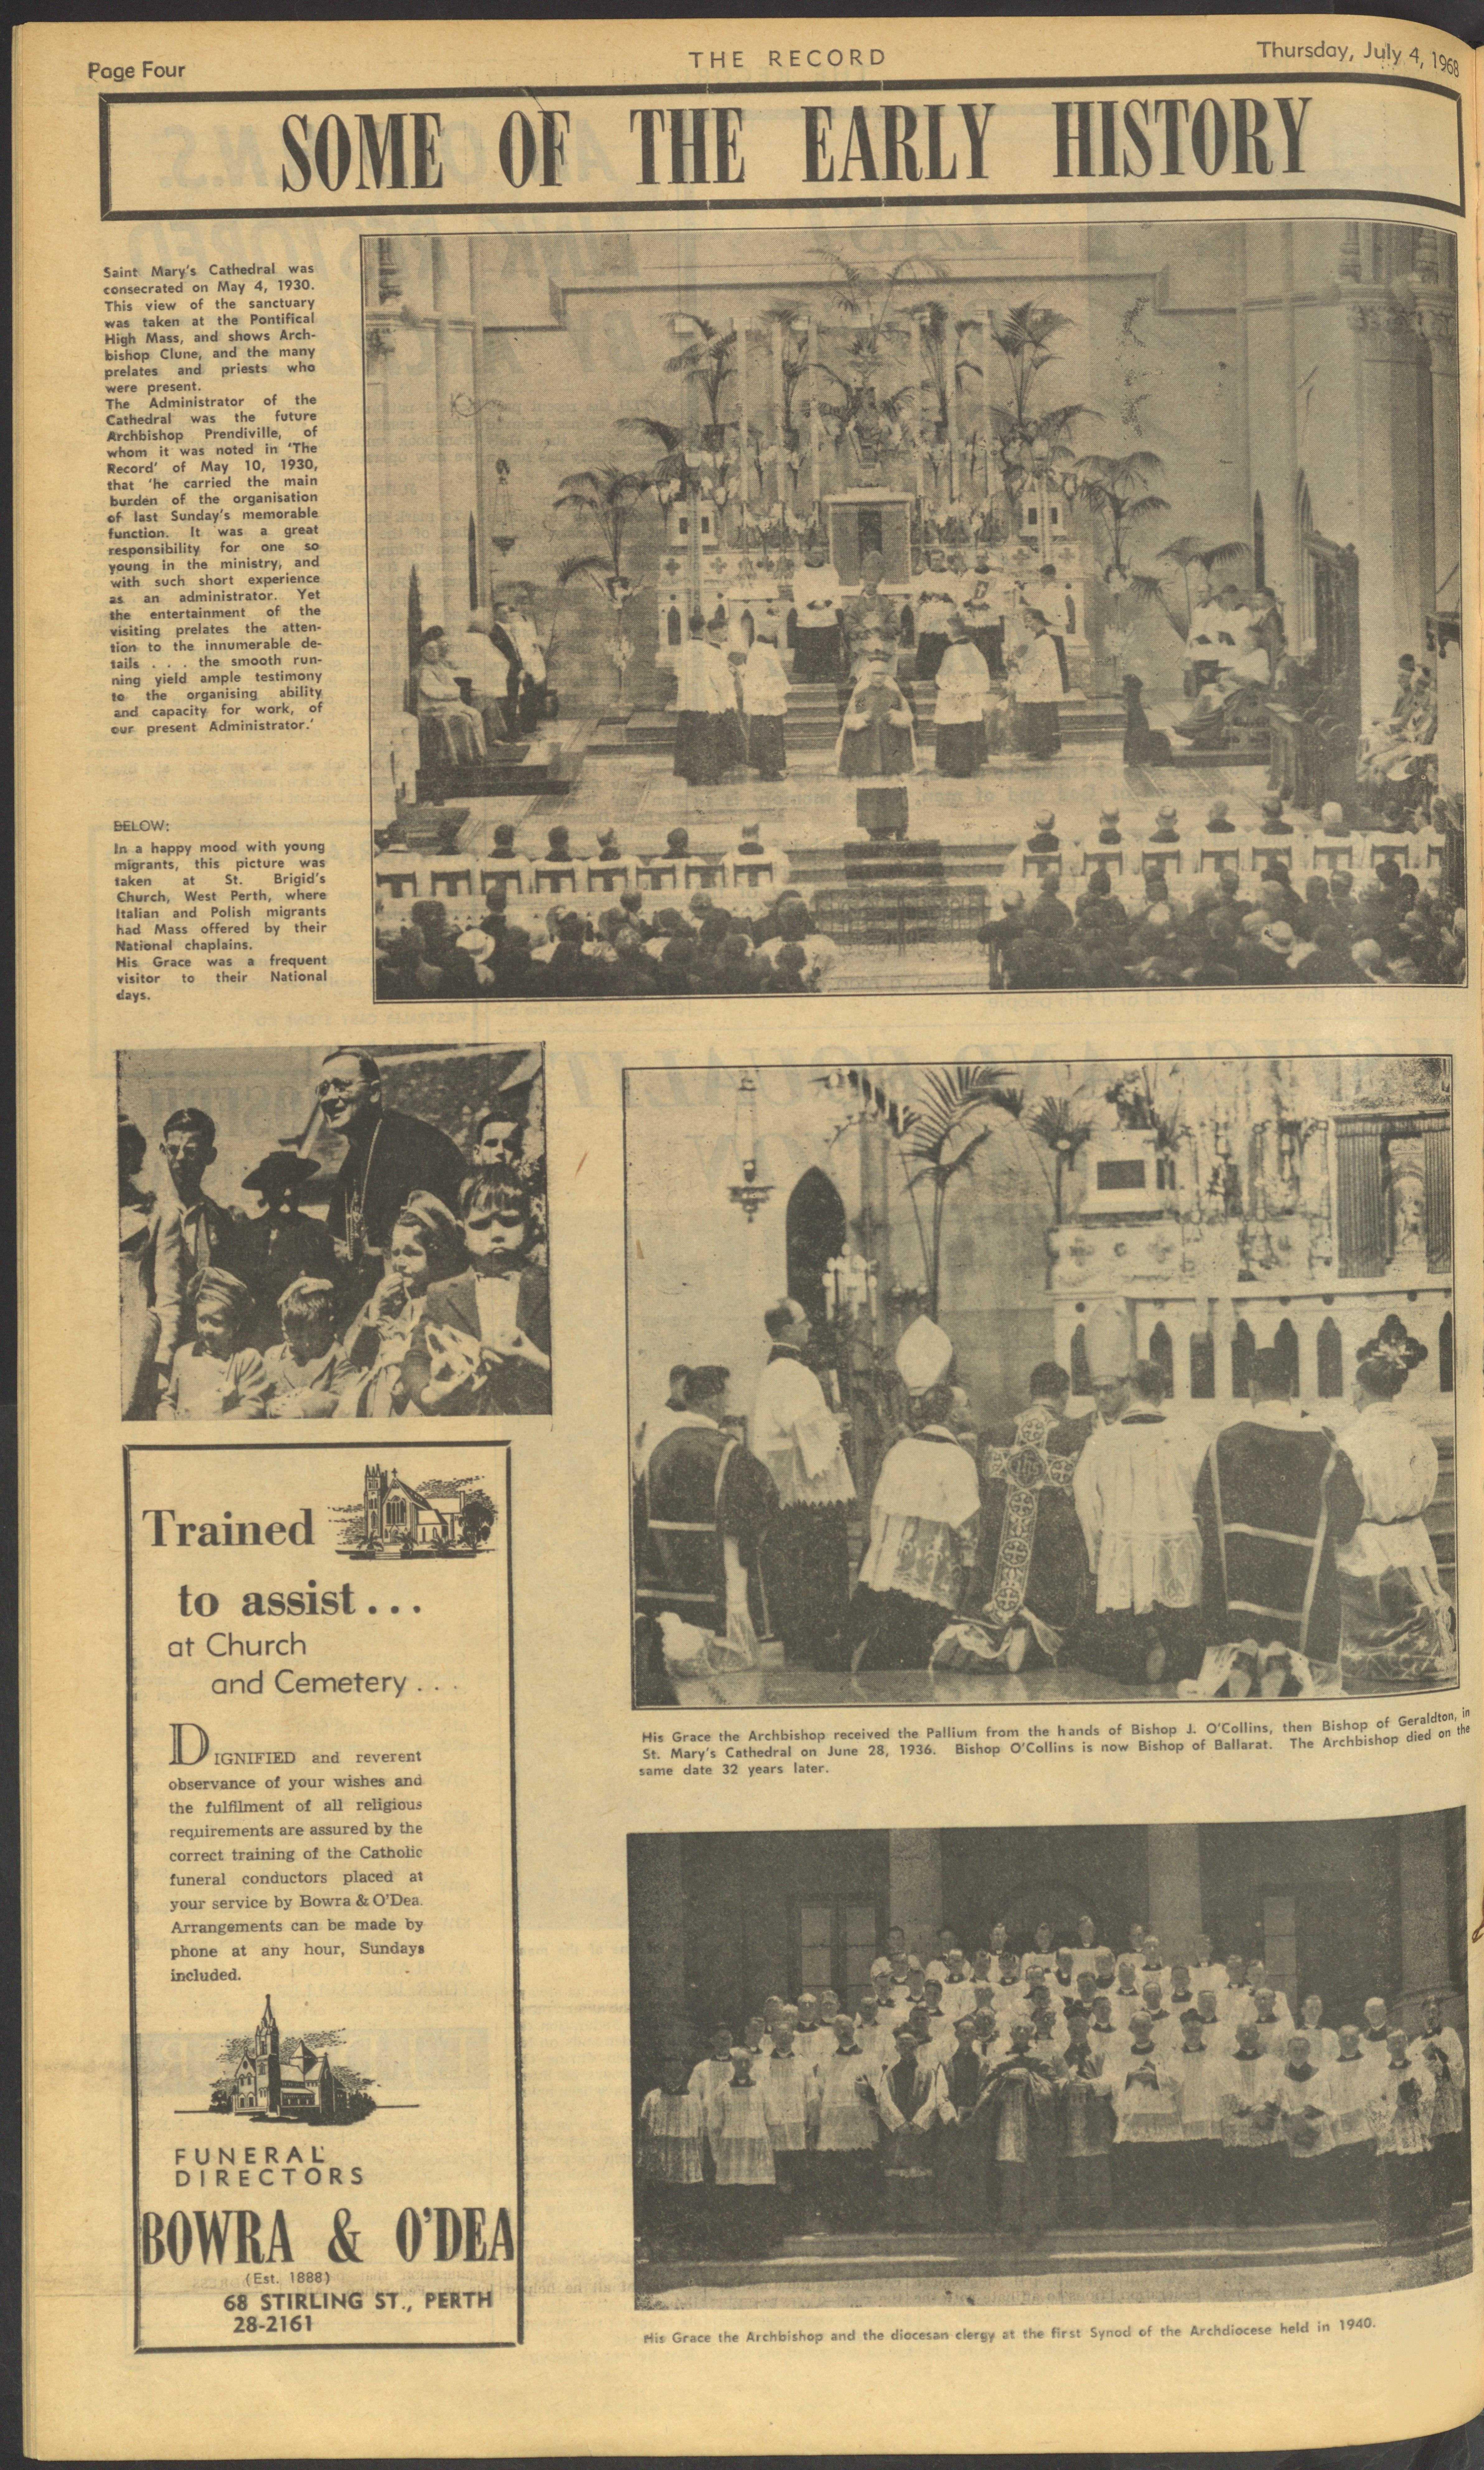 Page Four
THE RECORD
Thursday, July 4, 1968
SOME OF THE EARLY HISTORY
Saint Mary's Cathedral was
consecrated on May 4, 1930.
This view of the sanctuary
was taken at the Pontifical
High Mass, and shows Arch-
bishop Clune, and the many
prelates and priests who
were present.
The Administrator of the
Cathedral was the future
Archbishop Prendiville, of
whom it was noted in 'The
Record' of May 10, 1930,
that 'he carried the main
burden of the organisation
of last Sunday's memorable
function. It was a great
responsibility for one so
young in the ministry, and
with such short experience
as an administrator. Yet
the entertainment of the
visiting prelates the atten-
tion to the innumerable de-
tails . . . the smooth run-
ning yield ample testimony
to the organising ability
and capacity for work, of
our present Administrator.'
BELOW:
In a happy mood with young
migrants, this picture was
taken at St. Brigid's
Church, West Perth, where
Italian and Polish migrants
had Mass offered by their
National chaplains.
His Grace was a frequent
visitor to their National
days.
His Grace the Archbishop received the Pallium from the hands of Bishop J. O'Collins, then Bishop of Geraldton, in
St. Mary's Cathedral on June 28, 1936. Bishop O'Collins is now Bishop of Ballarat. The Archbishop died on the
same date 32 years later.
Trained
to assist...
at Church
and Cemetery...
DIGNIFIED and reverent
observance of your wishes and
the fulfilment of all religious
requirements are assured by the
correct training of the Catholic
funeral conductors placed at
your service by Bowra & O'Dea.
Arrangements can be made by
phone at any hour, Sundays
included.
FUNERAL
DIRECTORS
BOWRA & O'DEA
(Est. 1888)
68 STIRLING ST., PERTH
28-2161
His Grace the Archbishop and the diocesan clergy at the first Synod of the Archdiocese held in 1940.